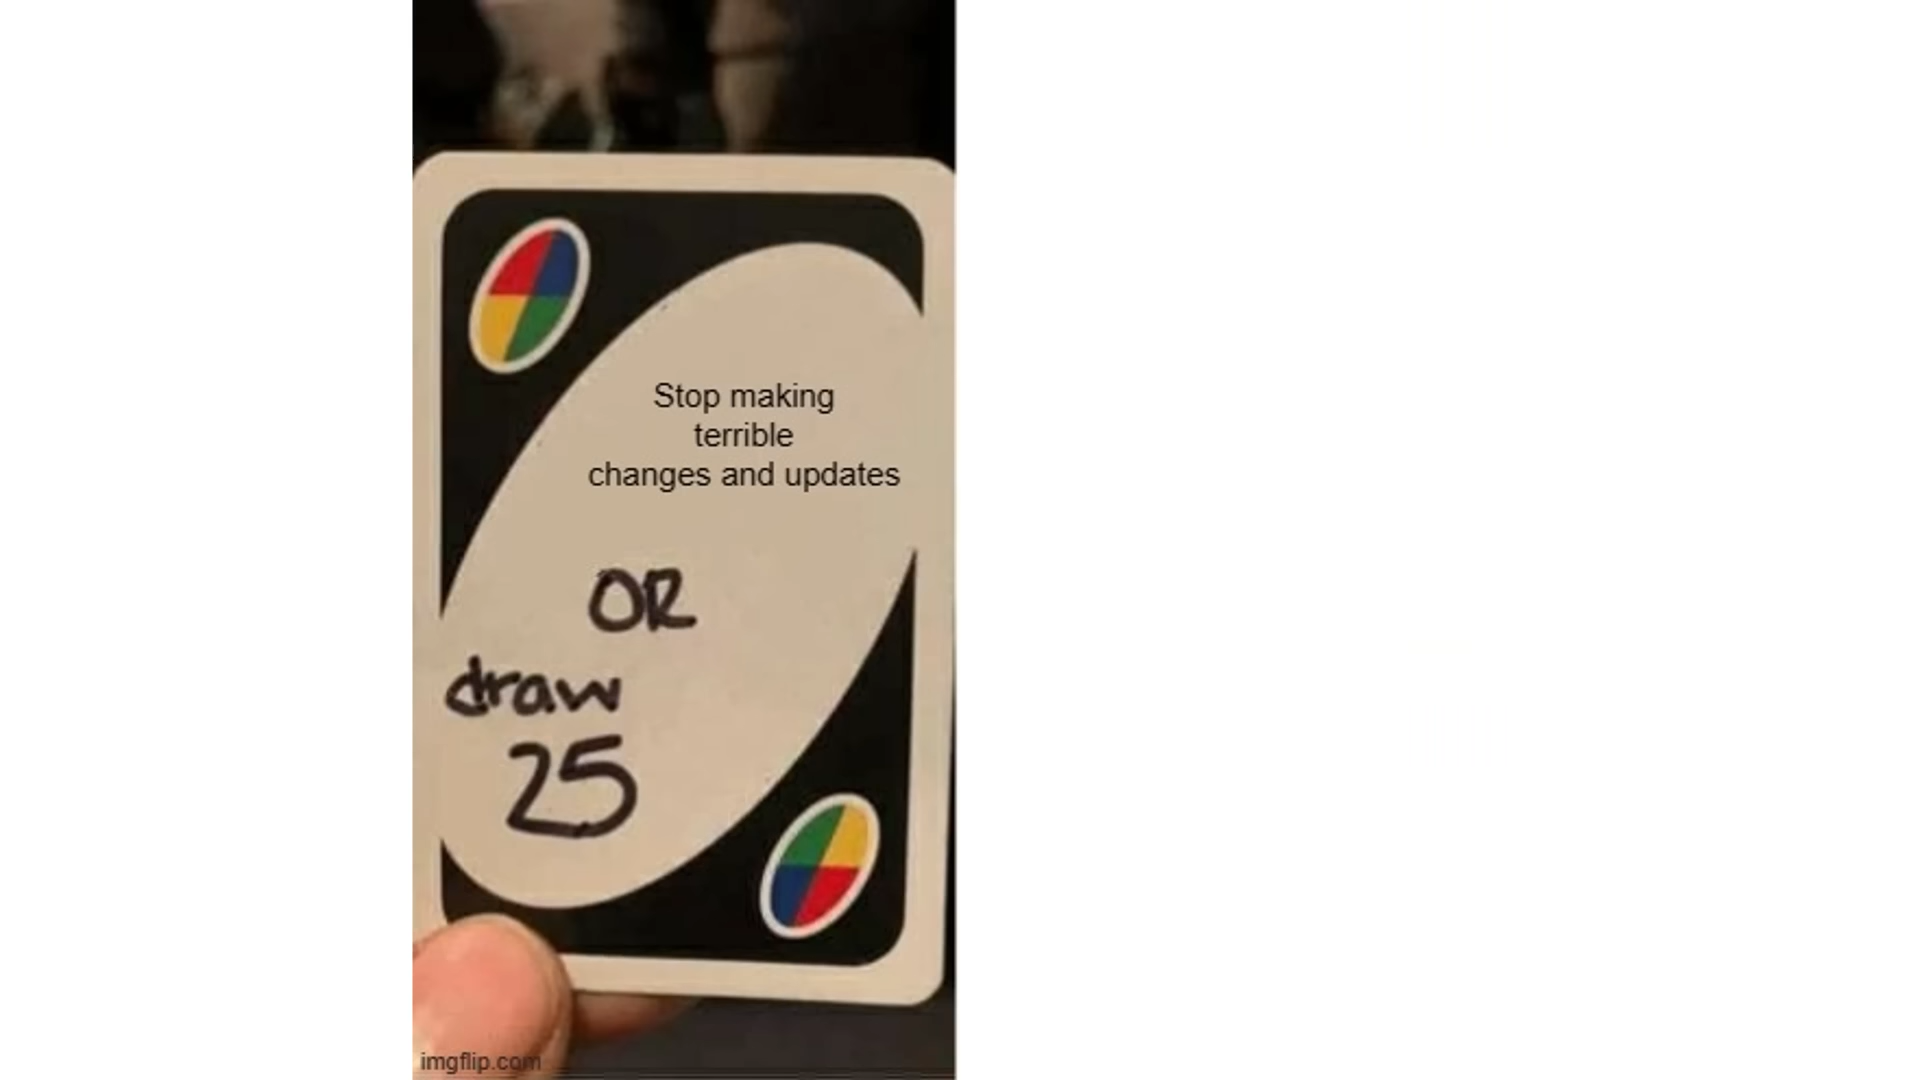 Stop making
terrible
changes and updates
OR
draw
25
imgflip.com